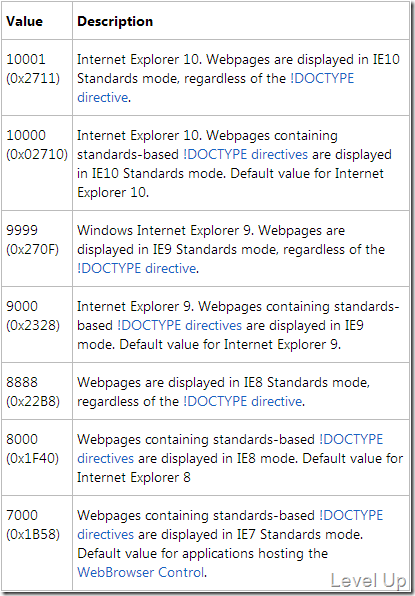 Value Description
10001 Internet Explorer 10. Webpages are displayed in IE10
(0x2711) Standards mode, regardless of the !DOCTYPE
directive.
10000 Internet Explorer 10. Webpages containing
(0x02710) standards-based !DOCTYPE directives are displayed
in IE10 Standards mode. Default value for Internet
Explorer 10.
9999 Windows Internet Explorer 9. Webpages are
(0x270F) displayed in IE9 Standards mode, regardless of the
!DOCTYPE directive.
9000 Internet Explorer 9. Webpages containing standards-
(0x2328) based !DOCTYPE directives are displayed in IE9
mode. Default value for Internet Explorer 9.
8888 Webpages are displayed in IE8 Standards mode,
(0x22B8) regardless of the !DOCTYPE directive.
8000 Webpages containing standards-based !DOCTYPE
(0x1F40) directives are displayed in IE8 mode. Default value for
Internet Explorer 8
7000 Webpages containing standards-based !DOCTYPE
(0x1B58) directives are displayed in IE7 Standards mode.
Default value for applications hosting the
WebBrowser Control.
Level Up